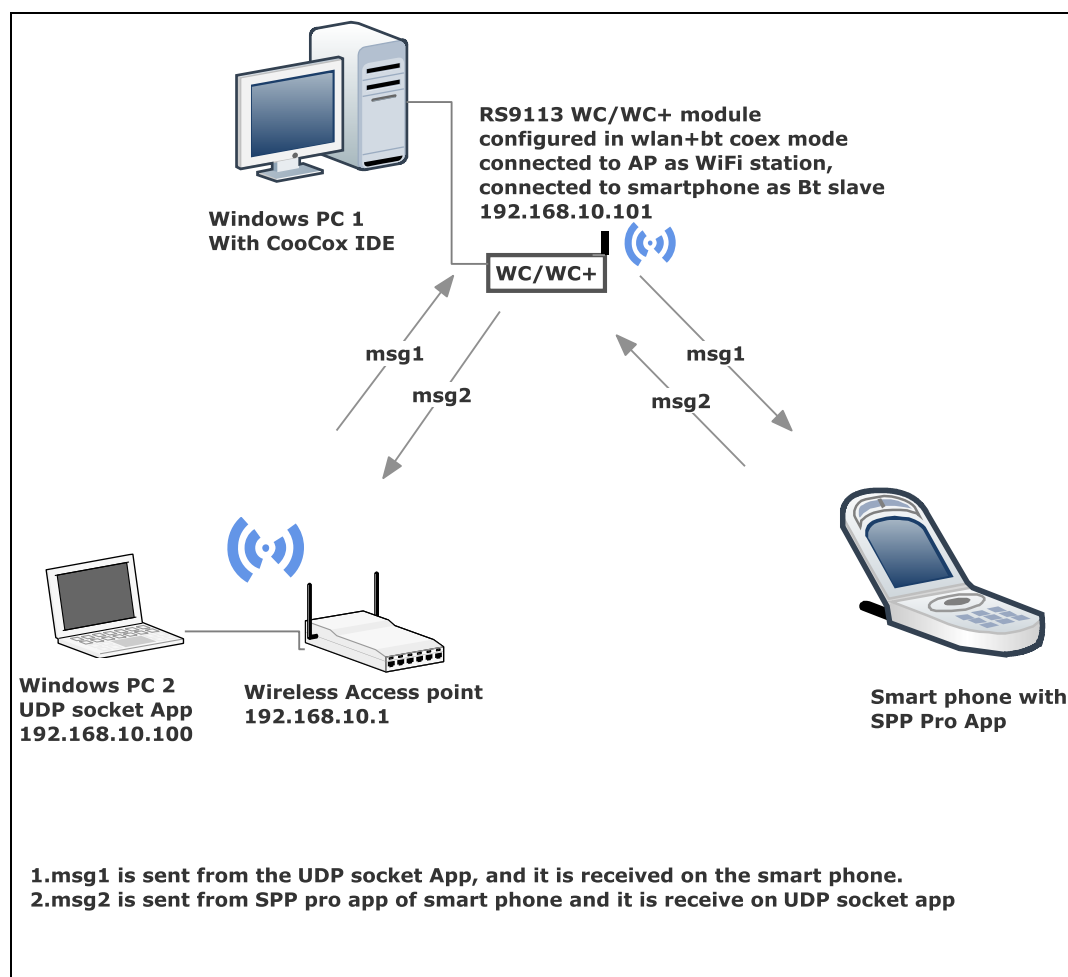 RS9113 WC/WC+ module
configured in wlan+bt coex mode
connected to AP as WiFi station,
connected to smartphone as Bt slave
192.168.10.101
Windows PC 1
With CooCox IDE
WC/WC+
msg1
msg2
msg1
msg2
Windows PC 2
UDP socket App
192.168.10.100
Wireless Access point
192.168.10.1
Smart phone with
SPP Pro App
1.msg1 is sent from the UDP socket App, and it is received on the smart phone.
2.msg2 is sent from SPP pro app of smart phone and it is receive on UDP socket app